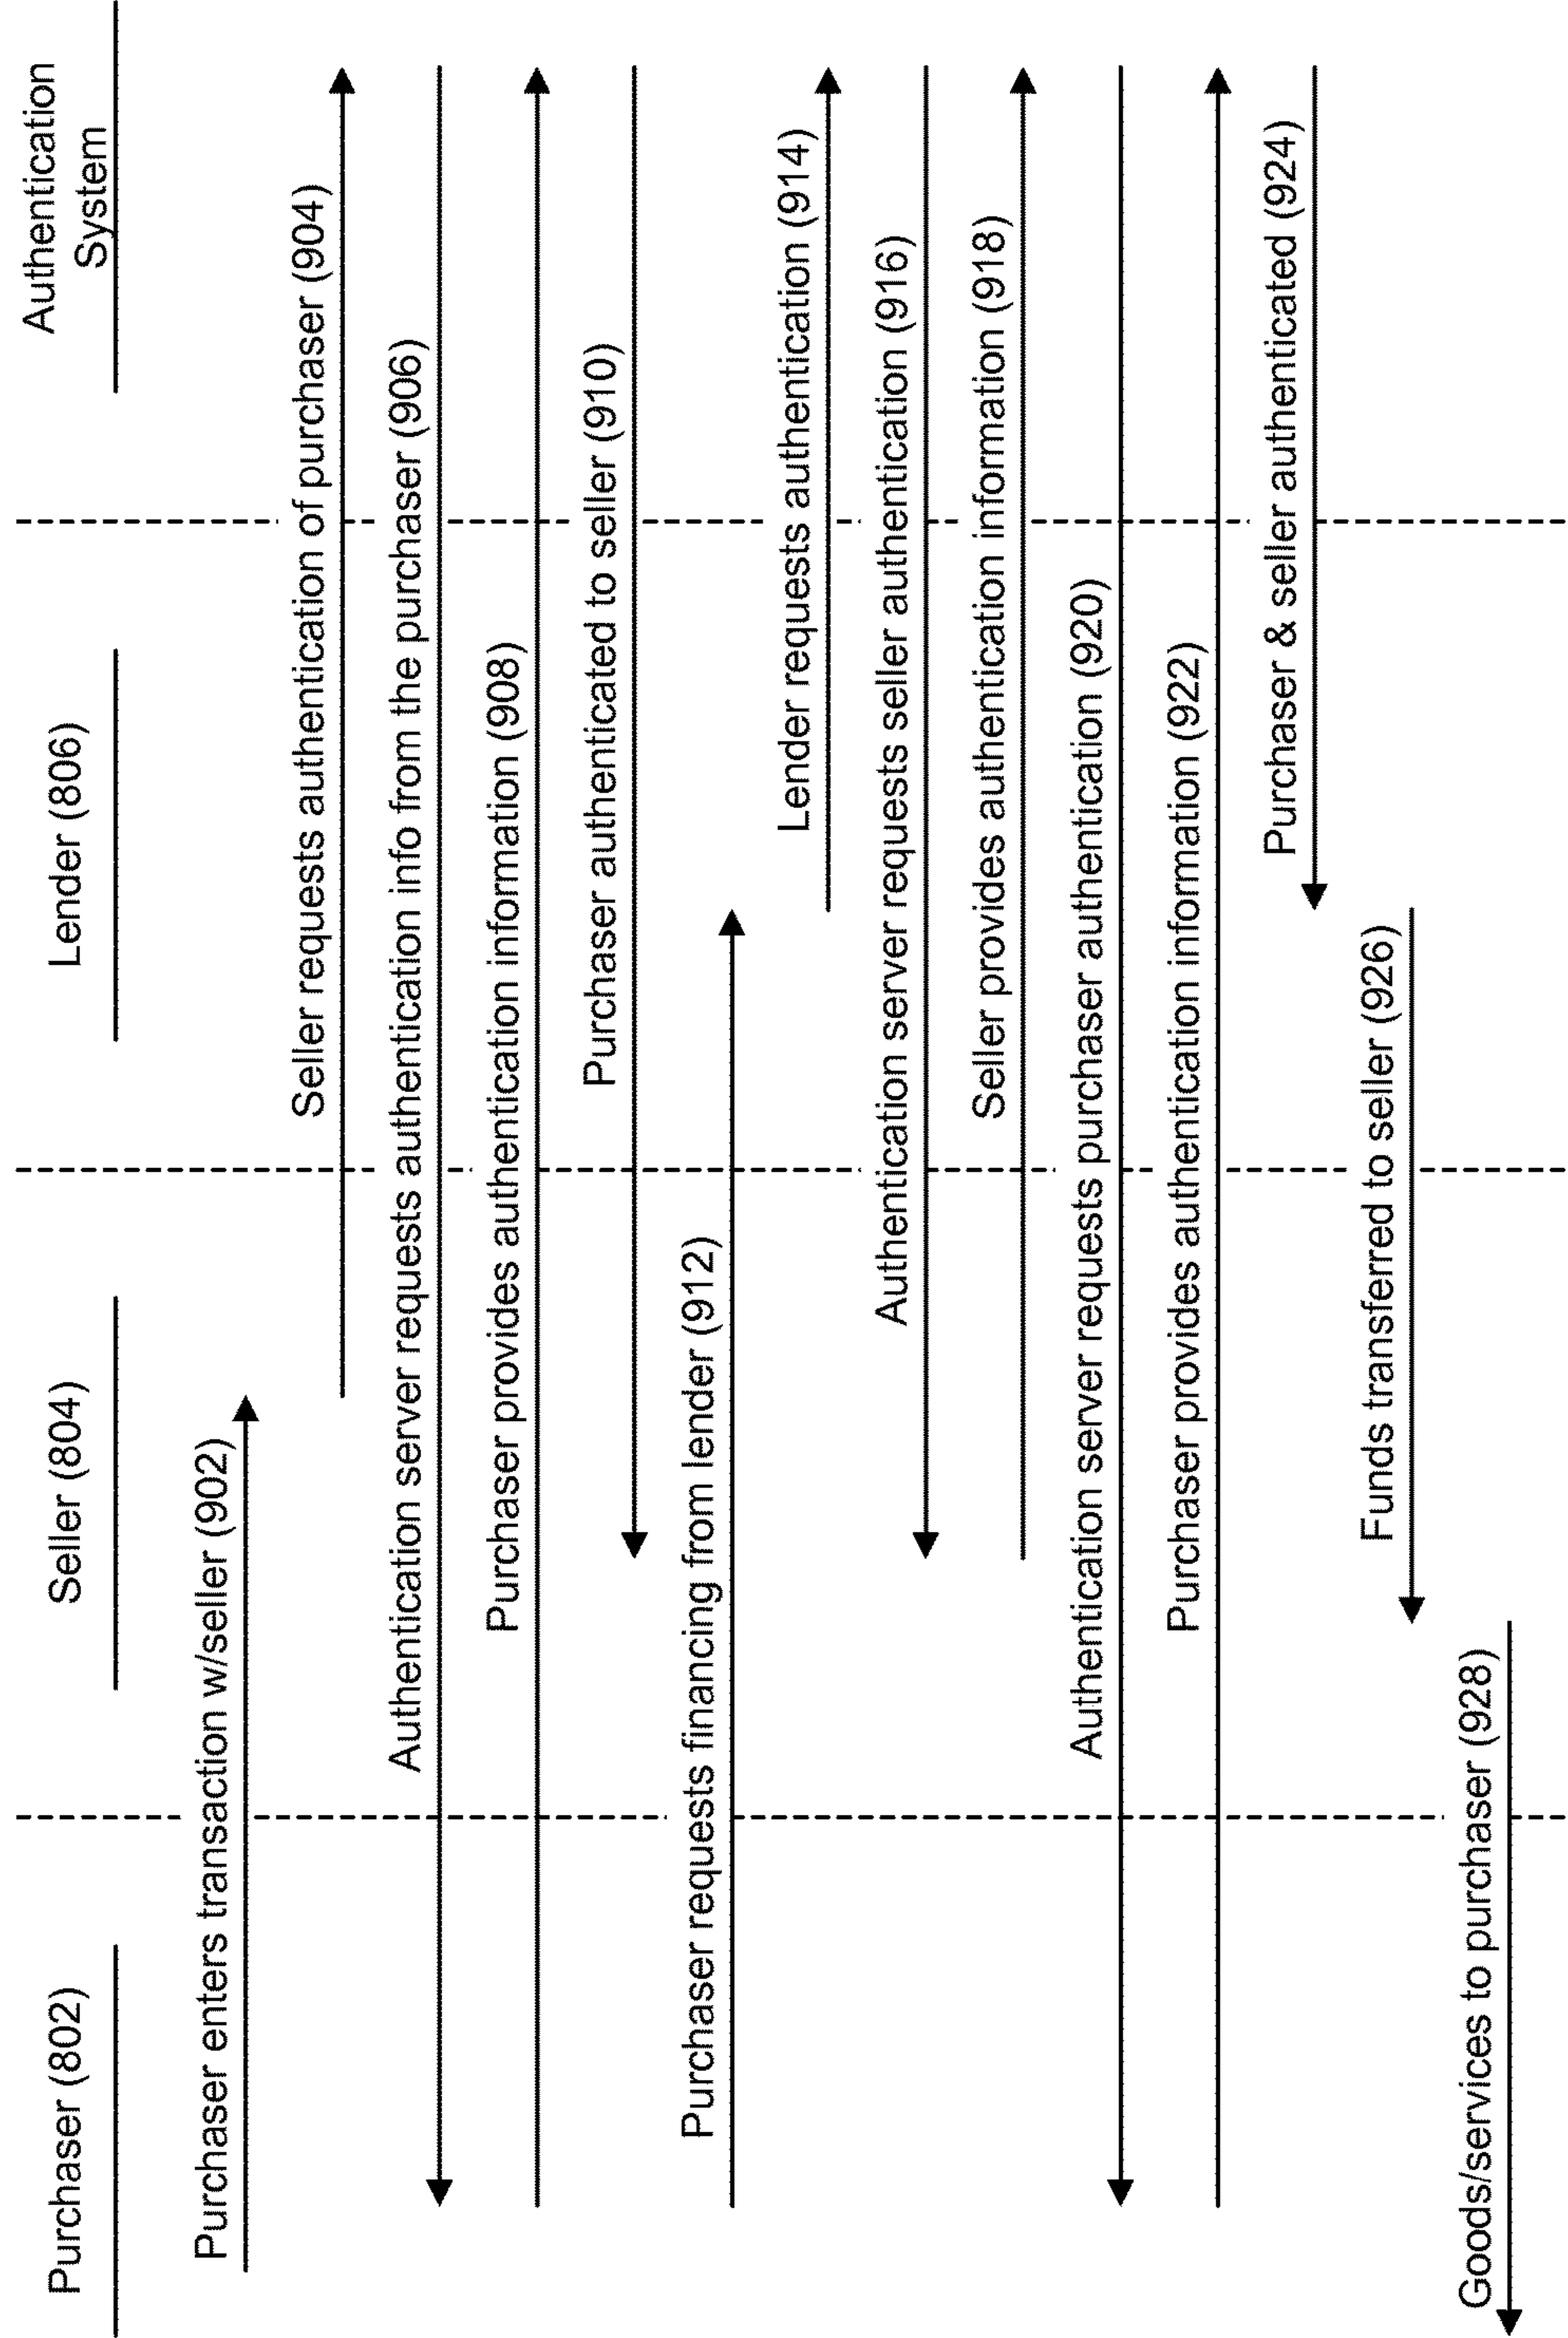 Purchaser (802)
Seller (804)
Lender (806)
Authentication
System
Purchaser enters transaction w/seller (902)
Seller requests authentication of purchaser (904)
Authentication server requests authentication info from the purchaser (906)
Purchaser provides authentication information (908)
Purchaser authenticated to seller (910)
Purchaser requests financing from lender (912)
Lender requests authentication (914)
Authentication server requests seller authentication (916)
Seller provides authentication information (918)
Authentication server requests purchaser authentication (920)
Purchaser provides authentication information (922)
Purchaser & seller authenticated (924)
Funds transferred to seller (926)
Goods/services to purchaser (928)